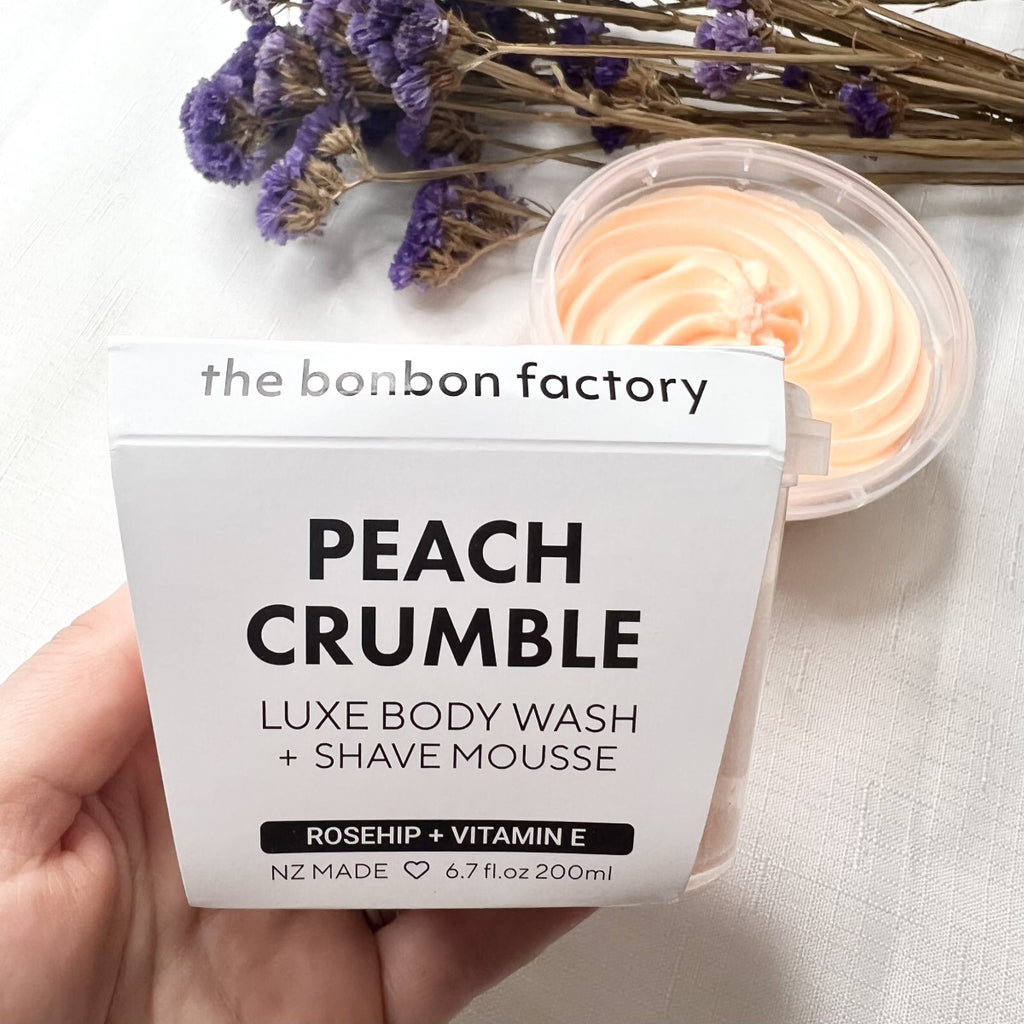 the bonbon factory
PEACH
CRUMBLE
LUXE BODY WASH
+ SHAVE MOUSSE
ROSEHIP + VITAMIN E
NZ MADE ♡ 6.7 fl.oz 200ml